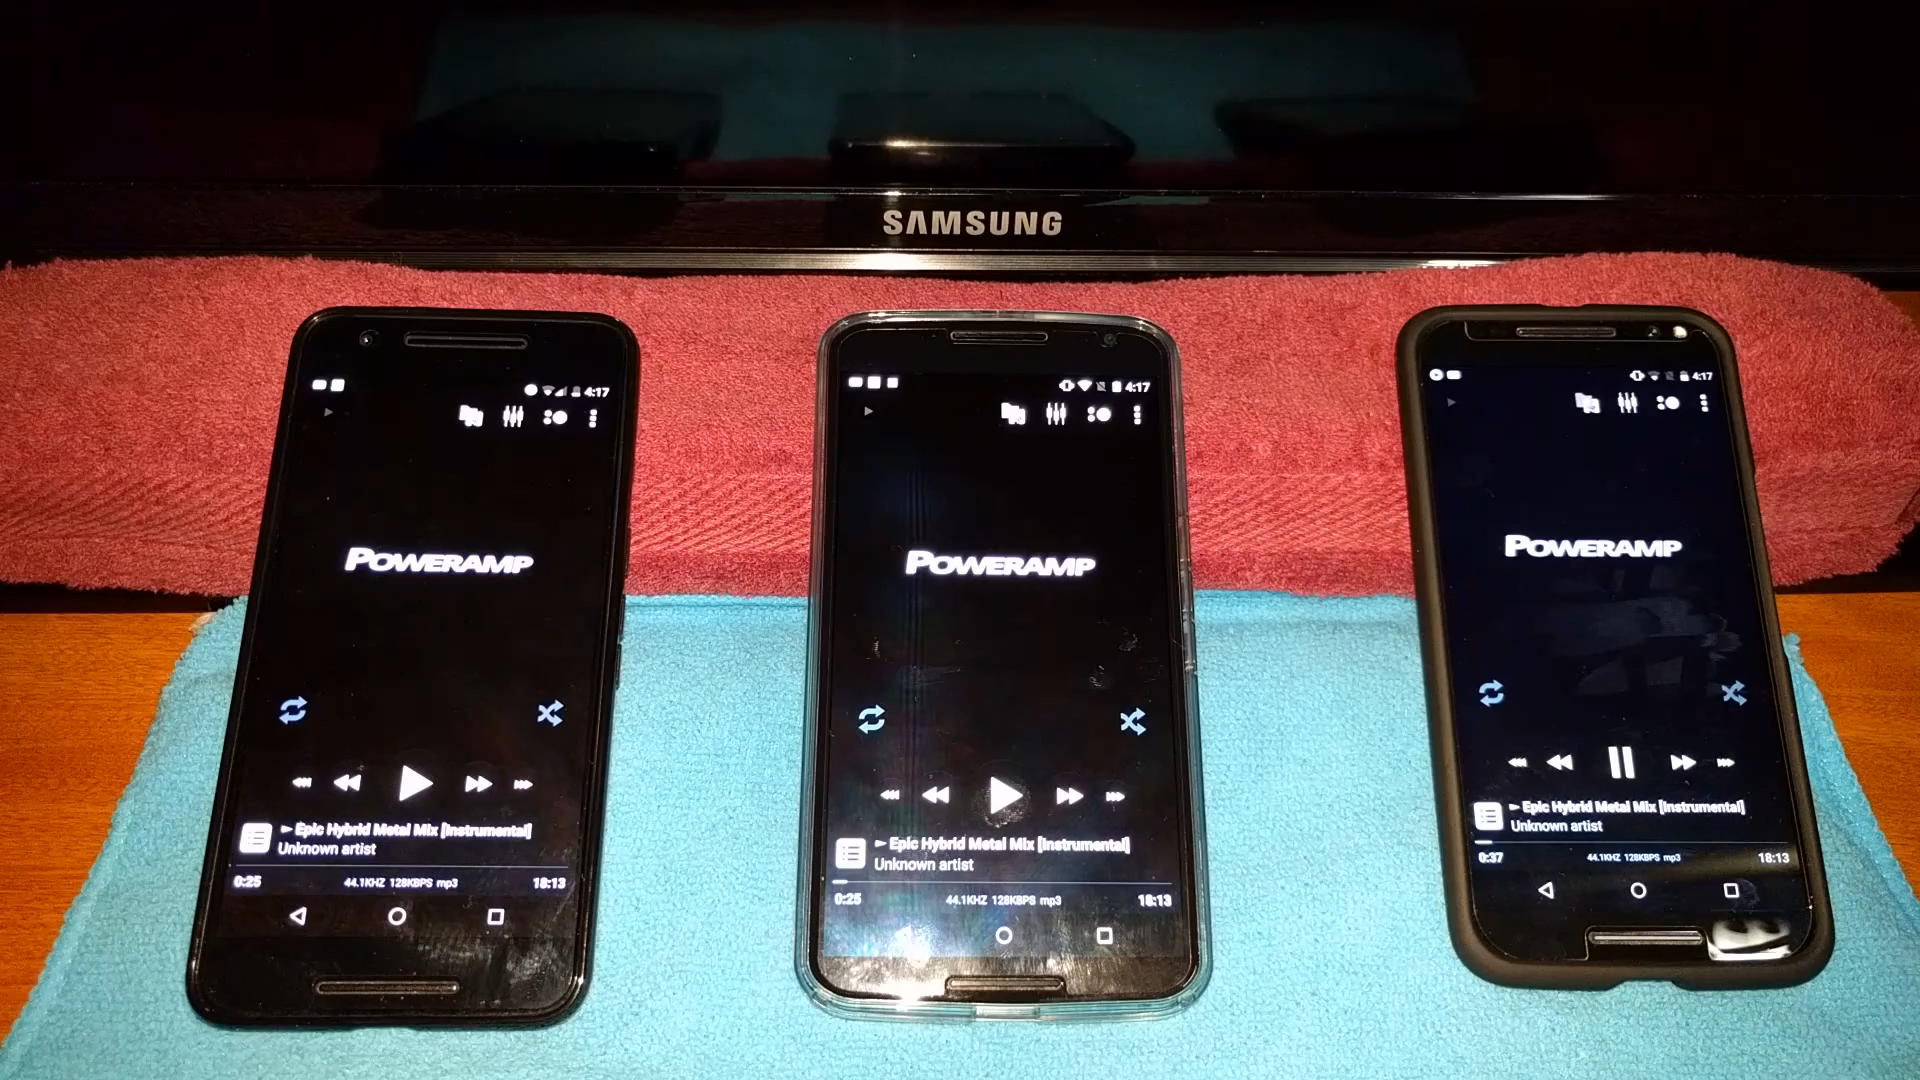 SAMSUNG
4:17
POWERAMP
► Epic Hybrid Metal Mix [Instrumental]
Unknown artist
0:25 44.1KHZ 128KBPS mp3 18:13
4:17
POWERAMP
► Epic Hybrid Metal Mix [Instrumental]
Unknown artist
0:25 44.1KHZ 128KBPS mp3 18:13
4:17
POWERAMP
► Epic Hybrid Metal Mix [Instrumental]
Unknown artist
0:37 44.1KHZ 128KBPS mp3 18:13